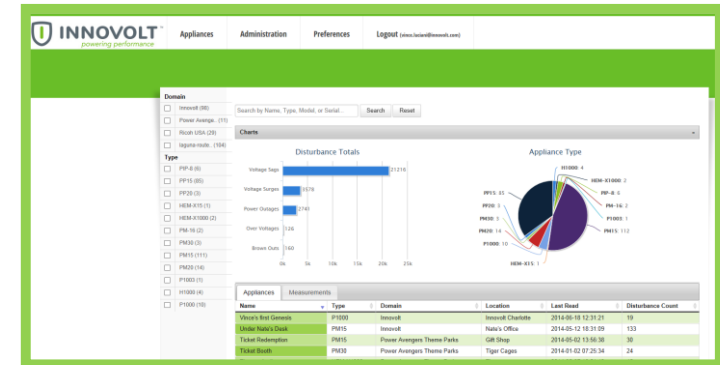 INNOVOLT
powering performance
Appliances Administration Preferences Logout (vince.luciani@innovolt.com)
Domain
Innovolt (88)
Power Avenge.. (11)
Ricoh USA (29)
laguna-route.. (104)
Type
PIP-8 (6)
PP15 (85)
PP20 (3)
HEM-X15 (1)
HEM-X1000 (2)
PM-16 (2)
PM30 (3)
PM15 (111)
PM20 (14)
P1003 (1)
H1000 (4)
P1000 (10)
Search by Name, Type, Model, or Serial... Search Reset
Charts
Disturbance Totals
Voltage Sags 21216
Voltage Surges 3578
Power Outages 2741
Over Voltages 126
Brown Outs 160
0k 5k 10k 15k 20k 25k
Appliance Type
H1000 4
HEM-X1000 2
PIP-8 6
PM-16 2
P1003 1
PM15 112
PP15 85
PP20 3
PM30 3
PM20 14
P1000 10
HEM-X15: 1
Appliances Measurements
Name Type Domain Location Last Read Disturbance Count
Vince's first Genesis P1000 Innovolt Innovolt Charlotte 2014-06-18 12:31:21 19
Under Nate's Desk PM15 Innovolt Nate's Office 2014-05-12 18:31:09 133
Ticket Redemption PM15 Power Avengers Theme Parks Gift Shop 2014-05-02 13:56:38 30
Ticket Booth PM30 Power Avengers Theme Parks Tiger Cages 2014-01-02 07:25:34 24